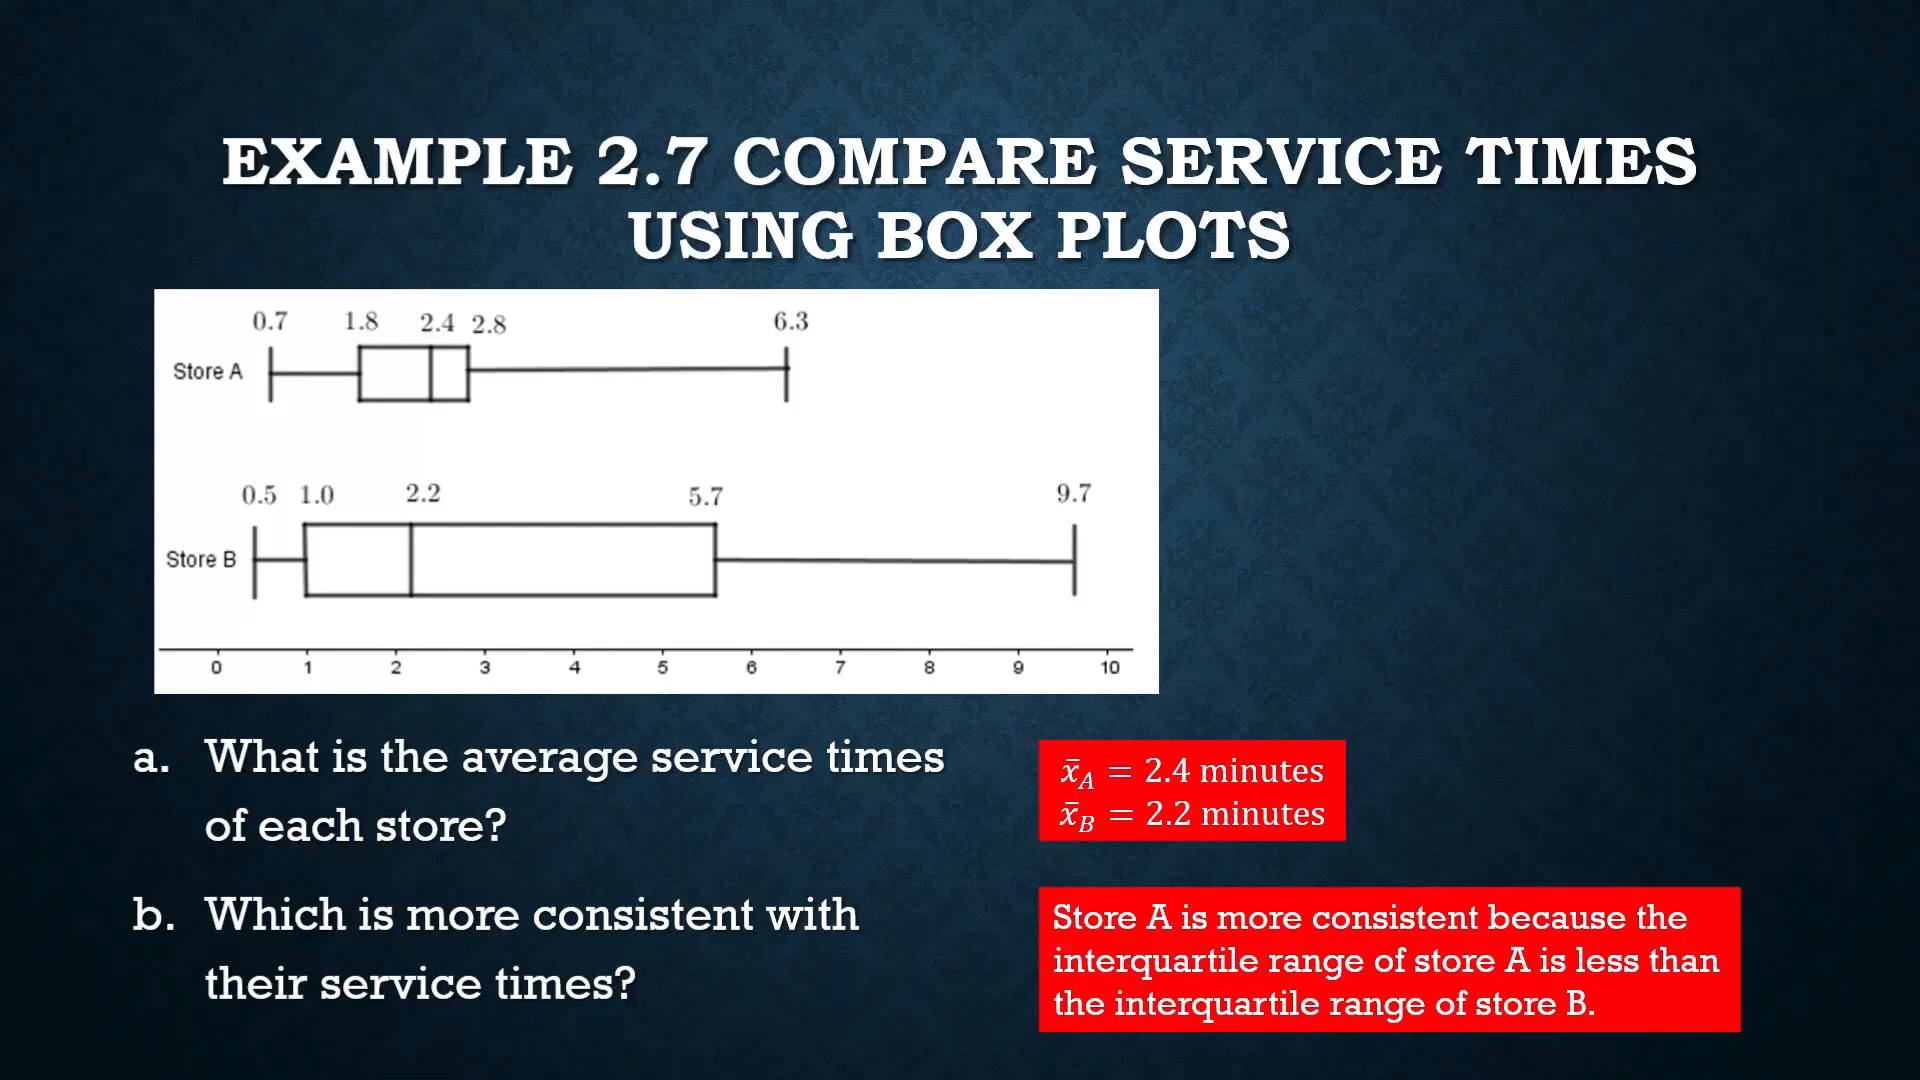 EXAMPLE 2.7 COMPARE SERVICE TIMES
USING BOX PLOTS
0.7 1.8 2.4 2.8 6.3
Store A
0.5 1.0 2.2 5.7 9.7
Store B
0 1 2 3 4 5 6 7 8 9 10
a. What is the average service times
of each store?
x̄_A = 2.4 minutes
x̄_B = 2.2 minutes
b. Which is more consistent with
their service times?
Store A is more consistent because the
interquartile range of store A is less than
the interquartile range of store B.